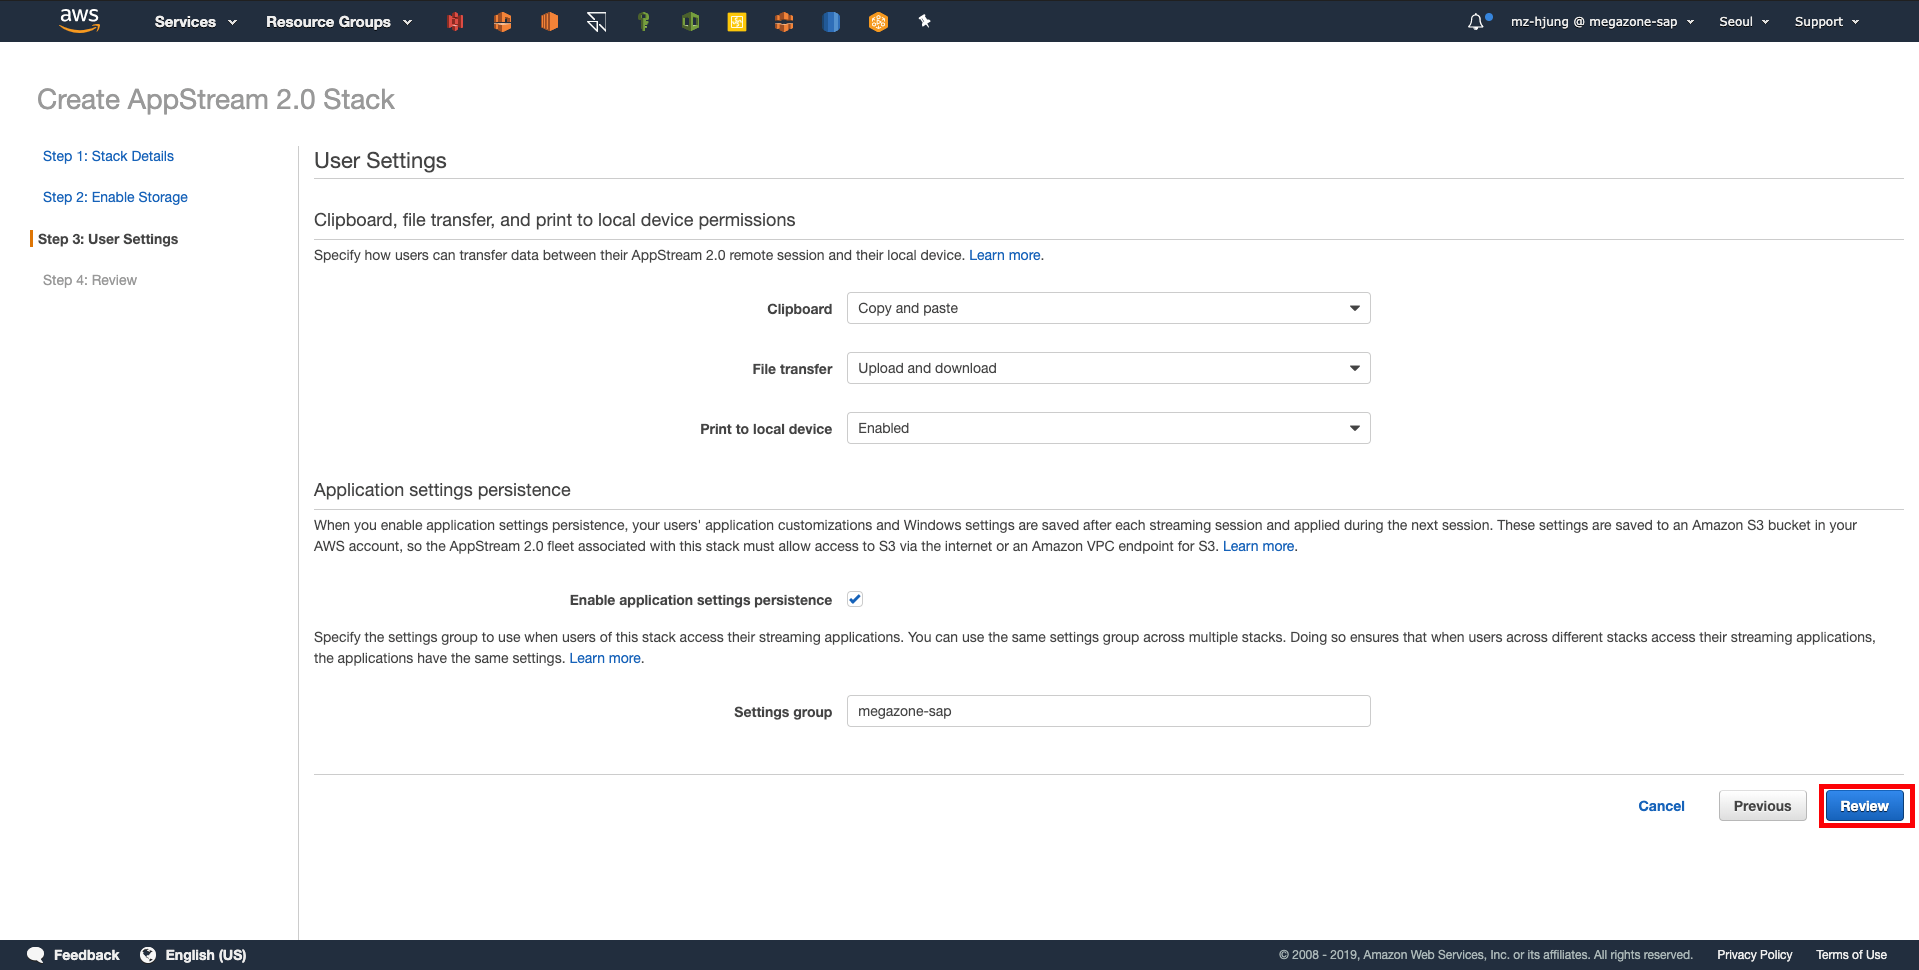 aws Services Resource Groups mz-hjung @ megazone-sap Seoul Support
Create AppStream 2.0 Stack
Step 1: Stack Details
Step 2: Enable Storage
Step 3: User Settings
Step 4: Review
User Settings
Clipboard, file transfer, and print to local device permissions
Specify how users can transfer data between their AppStream 2.0 remote session and their local device. Learn more.
Clipboard Copy and paste
File transfer Upload and download
Print to local device Enabled
Application settings persistence
When you enable application settings persistence, your users' application customizations and Windows settings are saved after each streaming session and applied during the next session. These settings are saved to an Amazon S3 bucket in your
AWS account, so the AppStream 2.0 fleet associated with this stack must allow access to S3 via the internet or an Amazon VPC endpoint for S3. Learn more.
Enable application settings persistence
Specify the settings group to use when users of this stack access their streaming applications. You can use the same settings group across multiple stacks. Doing so ensures that when users across different stacks access their streaming applications,
the applications have the same settings. Learn more.
Settings group megazone-sap
Cancel Previous Review
Feedback English (US) © 2008 - 2019, Amazon Web Services, Inc. or its affiliates. All rights reserved. Privacy Policy Terms of Use